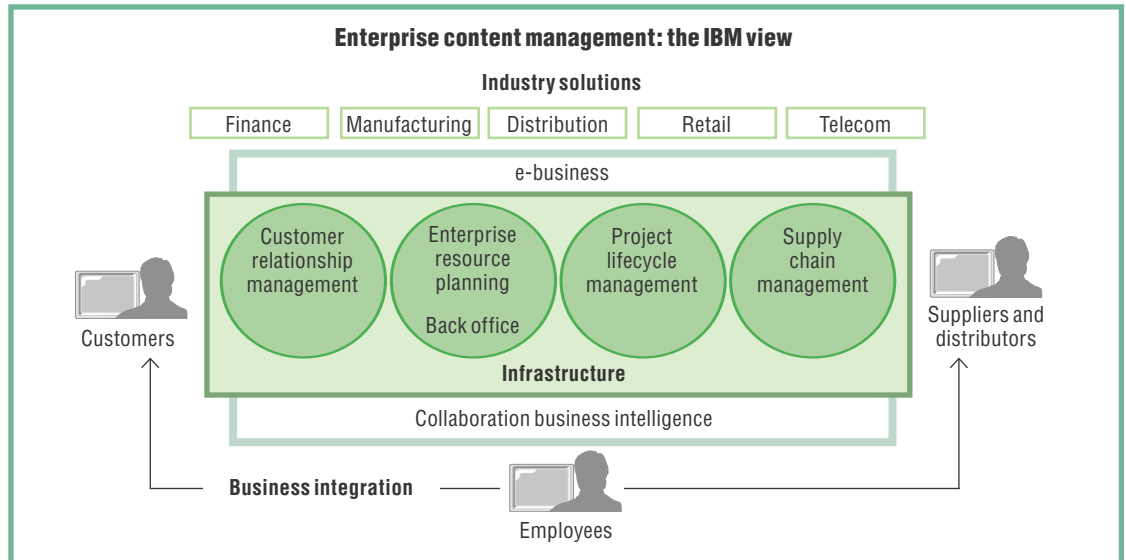 Enterprise content management: the IBM view
Industry solutions
Finance
Manufacturing
Distribution
Retail
Telecom
e-business
Customer
relationship
management
Enterprise
resource
planning
Back office
Project
lifecycle
management
Supply
chain
management
Infrastructure
Customers
Suppliers and
distributors
Collaboration business intelligence
Business integration
Employees